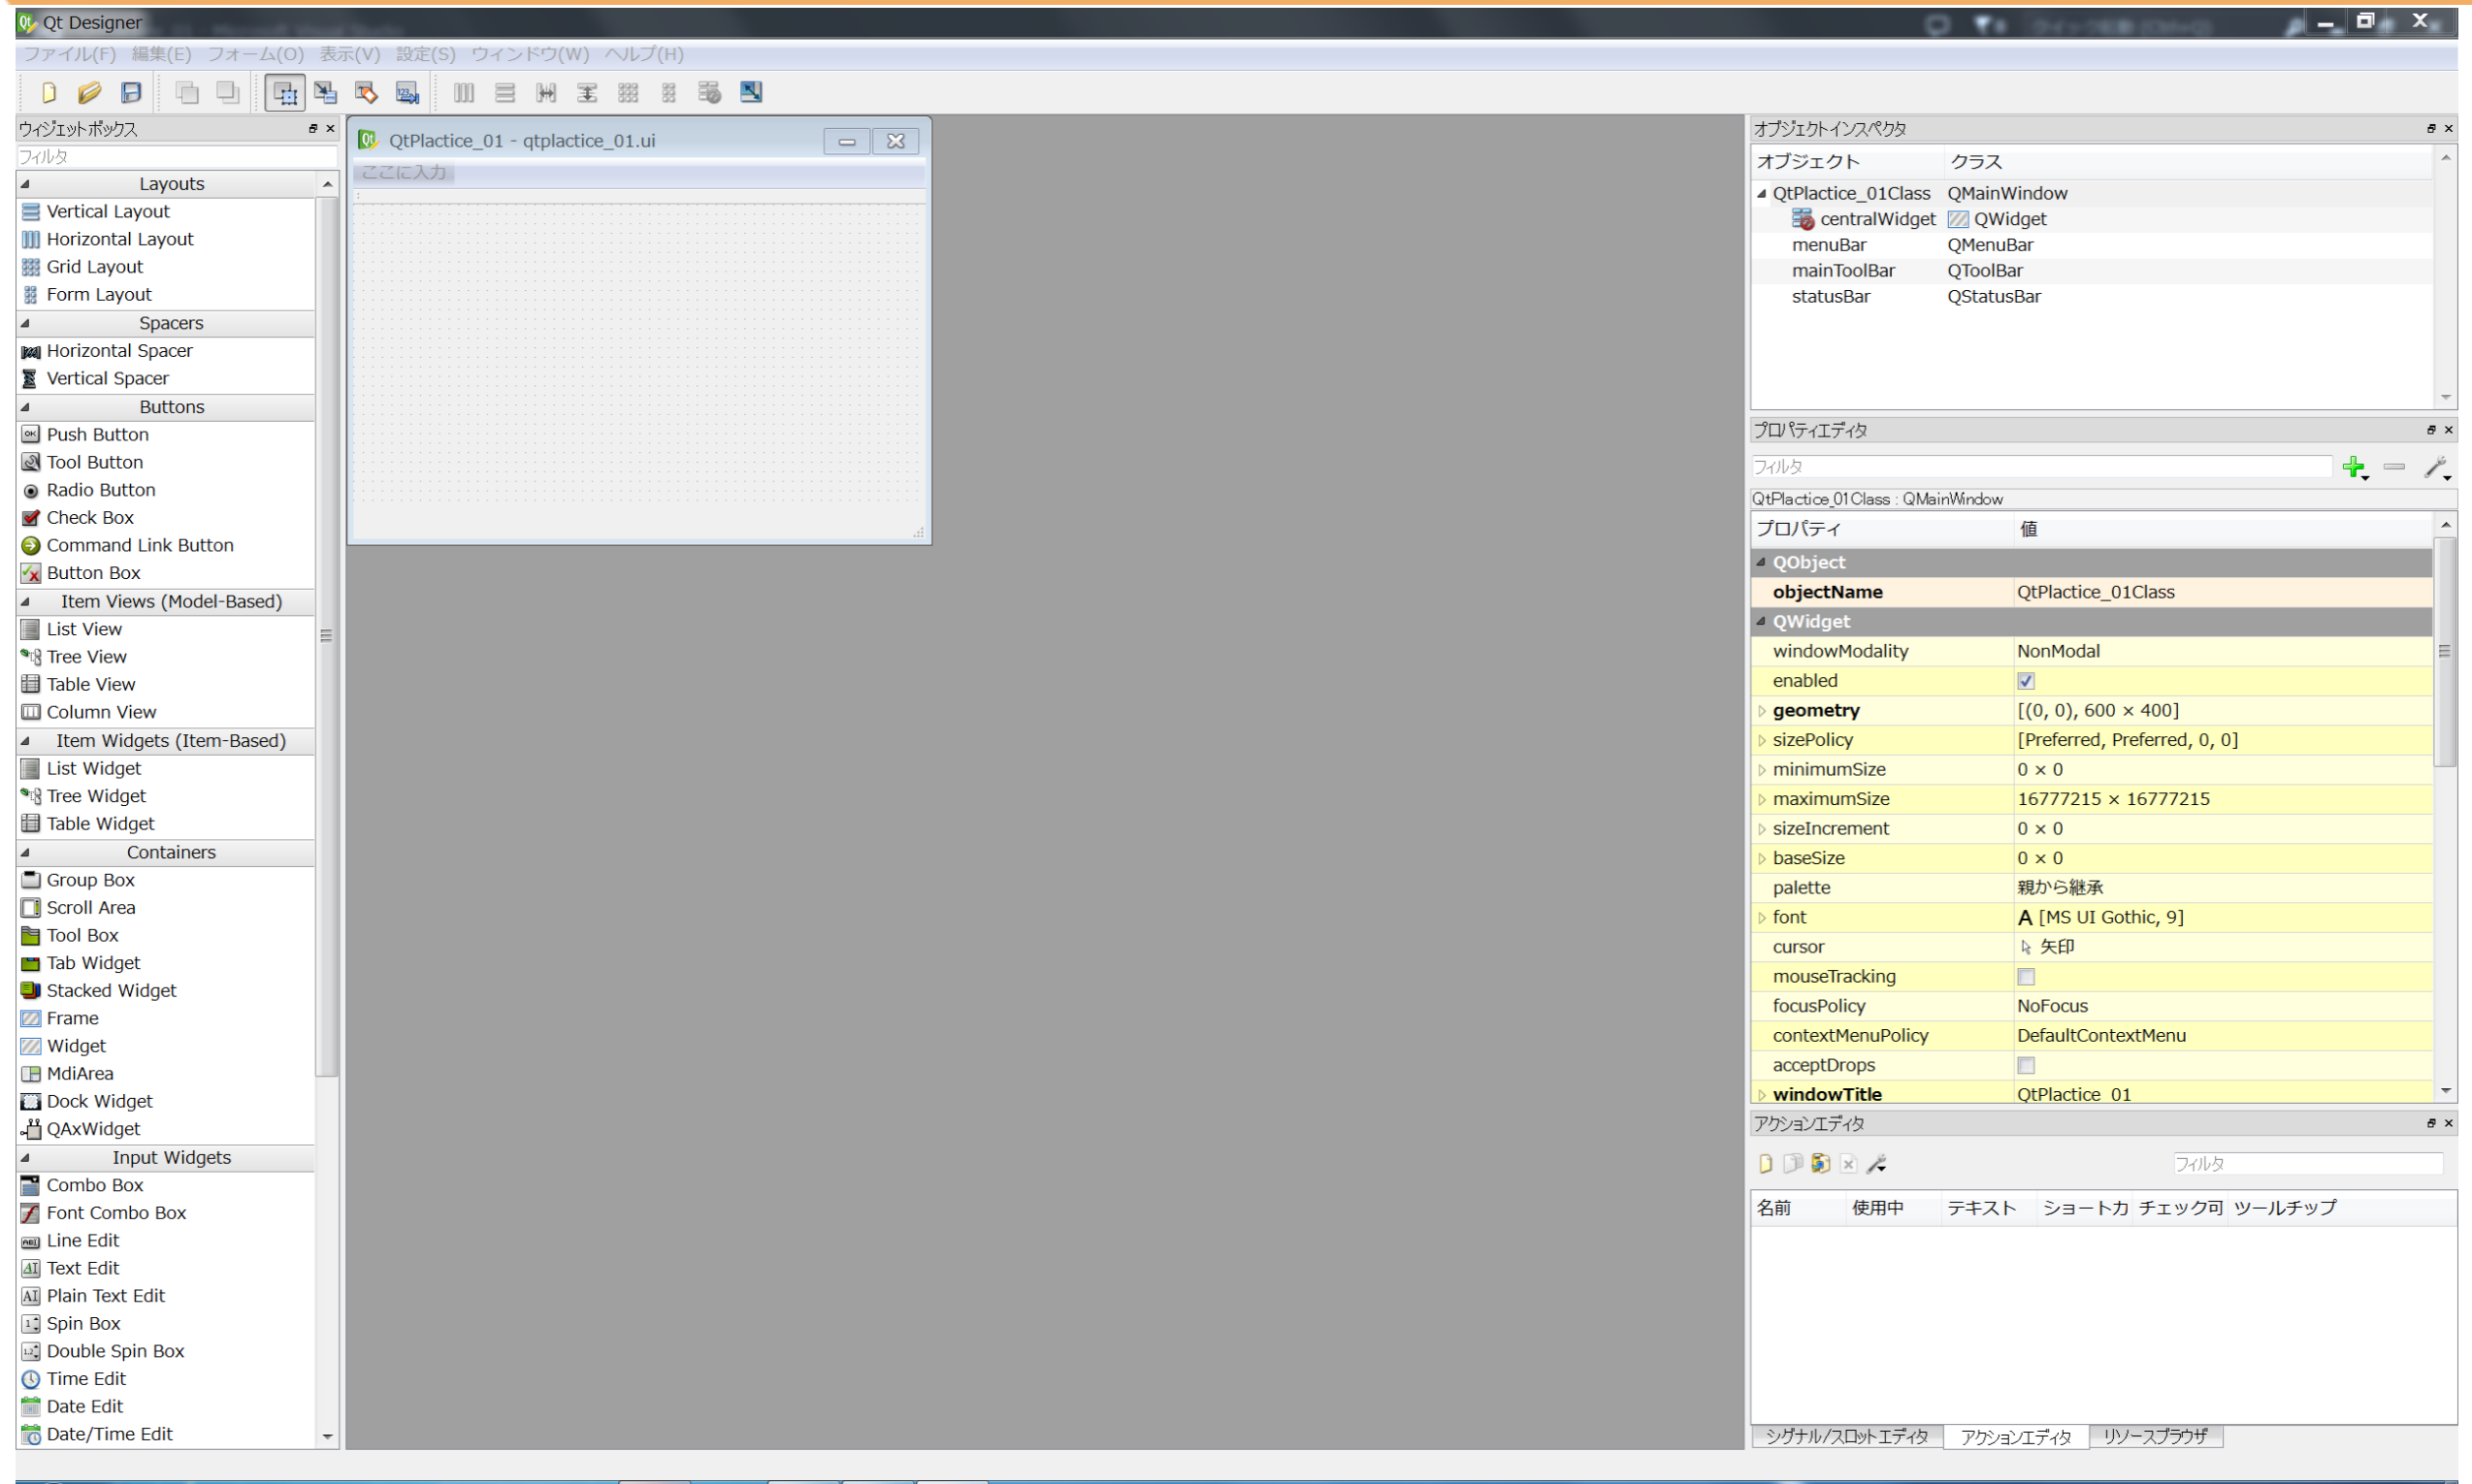 Qt Designer
ファイル(F) 編集(E) フォーム(O) 表示(V) 設定(S) ウィンドウ(W) ヘルプ(H)
ウィジェットボックス
フィルタ
Layouts
Vertical Layout
Horizontal Layout
Grid Layout
Form Layout
Spacers
Horizontal Spacer
Vertical Spacer
Buttons
Push Button
Tool Button
Radio Button
Check Box
Command Link Button
Button Box
Item Views (Model-Based)
List View
Tree View
Table View
Column View
Item Widgets (Item-Based)
List Widget
Tree Widget
Table Widget
Containers
Group Box
Scroll Area
Tool Box
Tab Widget
Stacked Widget
Frame
Widget
MdiArea
Dock Widget
QAxWidget
Input Widgets
Combo Box
Font Combo Box
Line Edit
Text Edit
Plain Text Edit
Spin Box
Double Spin Box
Time Edit
Date Edit
Date/Time Edit
QtPlactice_01 - qtplactice_01.ui
ここに入力
オブジェクトインスペクタ
オブジェクト クラス
QtPlactice_01Class QMainWindow
centralWidget QWidget
menuBar QMenuBar
mainToolBar QToolBar
statusBar QStatusBar
プロパティエディタ
フィルタ
QtPlactice_01Class : QMainWindow
プロパティ 値
QObject
objectName QtPlactice_01Class
QWidget
windowModality NonModal
enabled
geometry [(0, 0), 600 × 400]
sizePolicy [Preferred, Preferred, 0, 0]
minimumSize 0 × 0
maximumSize 16777215 × 16777215
sizeIncrement 0 × 0
baseSize 0 × 0
palette 親から継承
font A [MS UI Gothic, 9]
cursor 矢印
mouseTracking
focusPolicy NoFocus
contextMenuPolicy DefaultContextMenu
acceptDrops
windowTitle QtPlactice_01
アクションエディタ
フィルタ
名前 使用中 テキスト ショートカ チェック可 ツールチップ
シグナル/スロットエディタ アクションエディタ リソースブラウザ